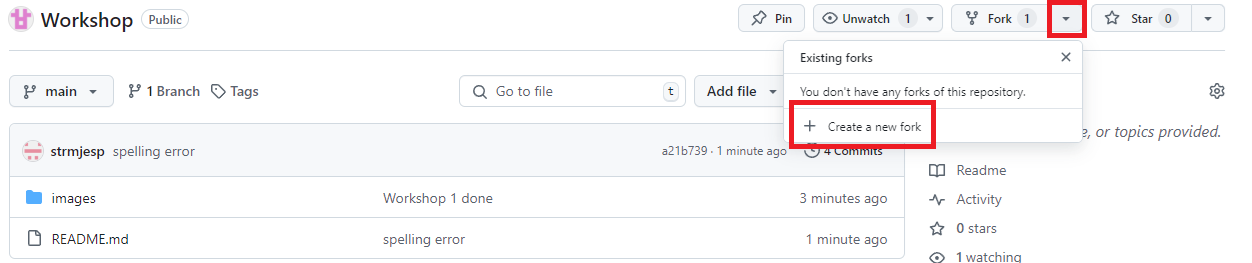 Workshop Public Pin Unwatch 1 Fork 1 Star 0
Existing forks
You don't have any forks of this repository.
Create a new fork
main 1 Branch Tags Go to file t Add file
e, or topics provided.
strmjesp spelling error a21b739 · 1 minute ago 4 Commits
images Workshop 1 done 3 minutes ago
README.md spelling error 1 minute ago
Readme
Activity
0 stars
1 watching